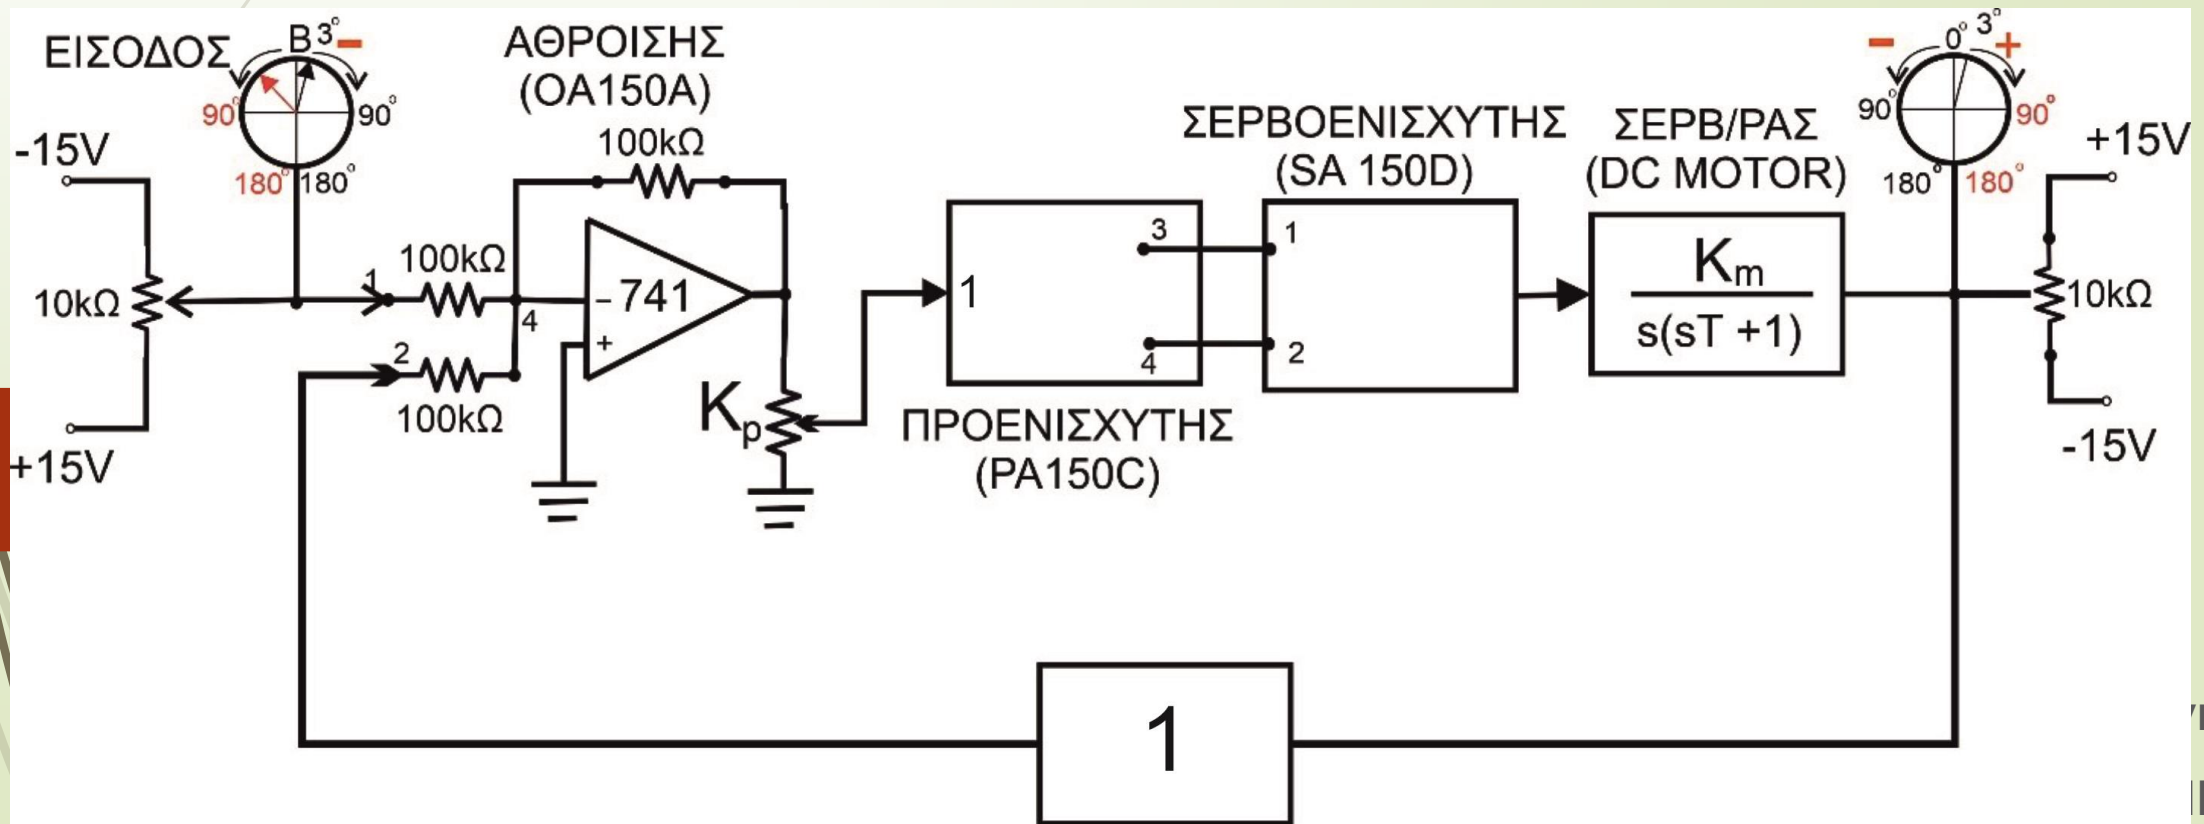 ΕΙΣΟΔΟΣ
B 3° -
90° 90°
180° 180°
-15V
10kΩ
+15V
ΑΘΡΟΙΣΗΣ
(OA150A)
100kΩ
1 100kΩ
2 100kΩ
4
- 741
+
Kp
1
3
4
ΠΡΟΕΝΙΣΧΥΤΗΣ
(PA150C)
ΣΕΡΒΟΕΝΙΣΧΥΤΗΣ
(SA 150D)
1
2
ΣΕΡΒ/ΡΑΣ
(DC MOTOR)
Km
s(sT +1)
- 0° 3° +
90° 90°
180° 180°
+15V
10kΩ
-15V
1